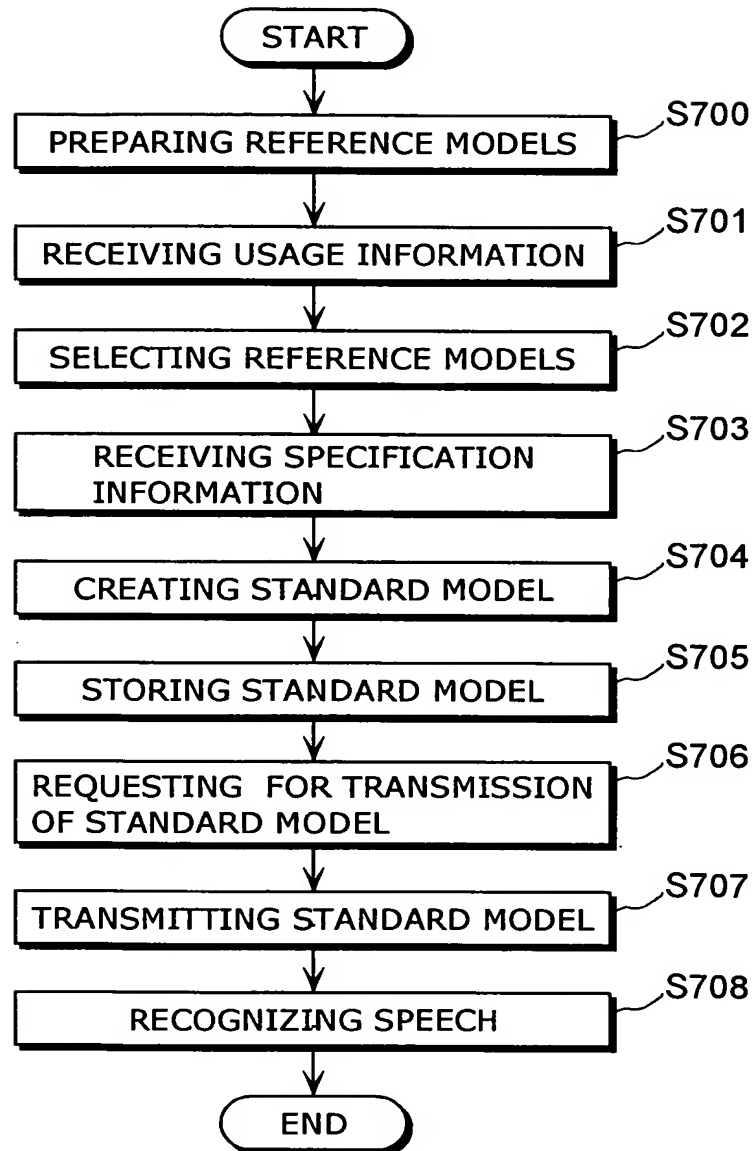 START
S700
PREPARING REFERENCE MODELS
S701
RECEIVING USAGE INFORMATION
S702
SELECTING REFERENCE MODELS
S703
RECEIVING SPECIFICATION
INFORMATION
S704
CREATING STANDARD MODEL
S705
STORING STANDARD MODEL
S706
REQUESTING FOR TRANSMISSION
OF STANDARD MODEL
S707
TRANSMITTING STANDARD MODEL
S708
RECOGNIZING SPEECH
END